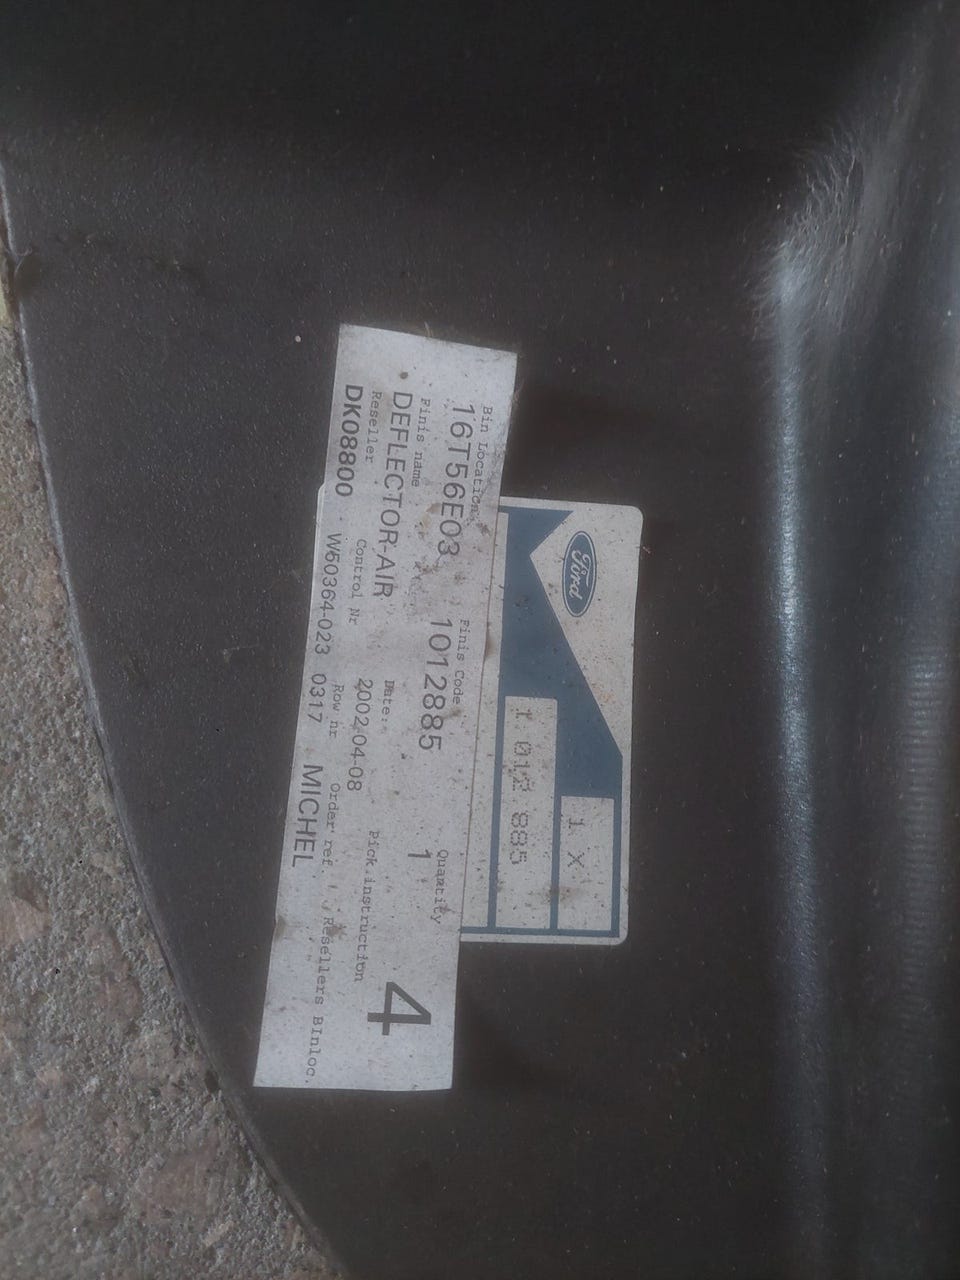 Bin Location Finis Code Quantity
16T56E03 1012885 1
Finis name Date: Pick.instruction
DEFLECTOR-AIR 2002-04-08 4
Reseller Control Nr Row nr Order ref. Resellers Binloc.
DK08800 W50364-023 0317 MICHEL
Ford
1 X
1 012 885